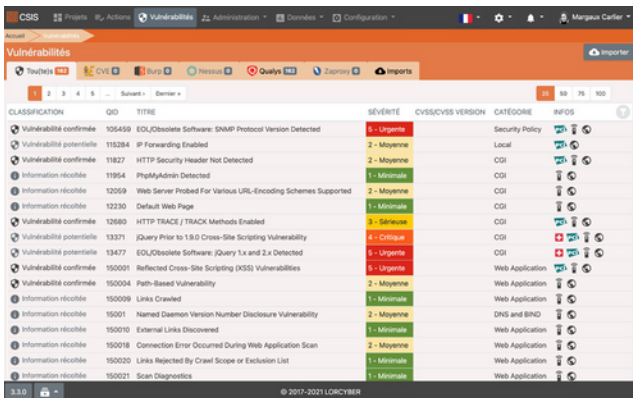 CSIS Projets Actions Vulnérabilités Administration Données Configuration Margaux Carlier
Accueil Vulnérabilités
Vulnérabilités Importer
Tou(te)s 162 CVE 0 Burp 0 Nessus 0 Qualys 162 Zaproxy 0 Imports
1 2 3 4 5 ... Suivant › Dernier » 25 50 75 100
CLASSIFICATION QID TITRE SÉVÉRITÉ CVSS/CVSS VERSION CATÉGORIE INFOS
Vulnérabilité confirmée 105459 EOL/Obsolete Software: SNMP Protocol Version Detected 5 - Urgente Security Policy
Vulnérabilité potentielle 115284 IP Forwarding Enabled 2 - Moyenne Local
Vulnérabilité confirmée 11827 HTTP Security Header Not Detected 2 - Moyenne CGI
Information récoltée 11954 PhpMyAdmin Detected 1 - Minimale CGI
Information récoltée 12059 Web Server Probed For Various URL-Encoding Schemes Supported 2 - Moyenne CGI
Information récoltée 12230 Default Web Page 1 - Minimale CGI
Vulnérabilité confirmée 12680 HTTP TRACE / TRACK Methods Enabled 3 - Sérieuse CGI
Vulnérabilité potentielle 13371 jQuery Prior to 1.9.0 Cross-Site Scripting Vulnerability 4 - Critique CGI
Vulnérabilité potentielle 13477 EOL/Obsolete Software: jQuery 1.x and 2.x Detected 5 - Urgente CGI
Vulnérabilité confirmée 150001 Reflected Cross-Site Scripting (XSS) Vulnerabilities 5 - Urgente Web Application
Vulnérabilité confirmée 150004 Path-Based Vulnerability 2 - Moyenne Web Application
Information récoltée 150009 Links Crawled 1 - Minimale Web Application
Information récoltée 15001 Named Daemon Version Number Disclosure Vulnerability 2 - Moyenne DNS and BIND
Information récoltée 150010 External Links Discovered 1 - Minimale Web Application
Information récoltée 150018 Connection Error Occurred During Web Application Scan 2 - Moyenne Web Application
Information récoltée 150020 Links Rejected By Crawl Scope or Exclusion List 1 - Minimale Web Application
Information récoltée 150021 Scan Diagnostics 1 - Minimale Web Application
3.3.0 © 2017-2021 LORCYBER